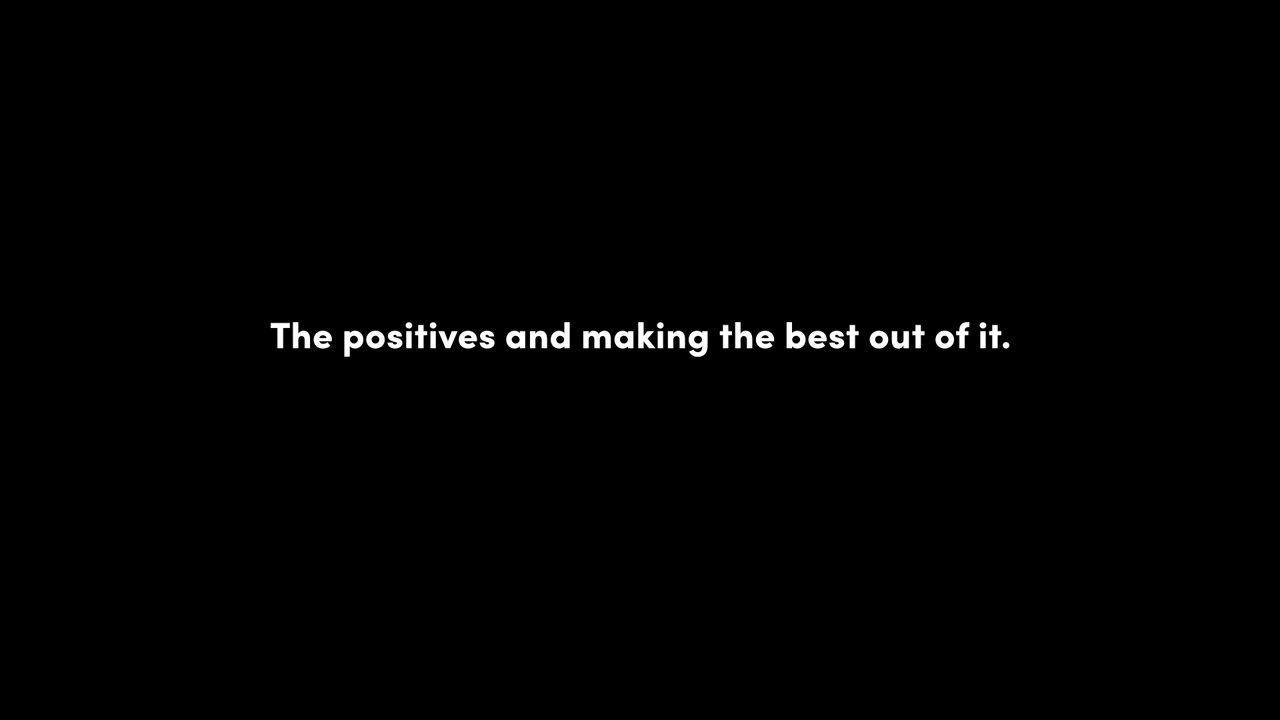 The positives and making the best out of it.